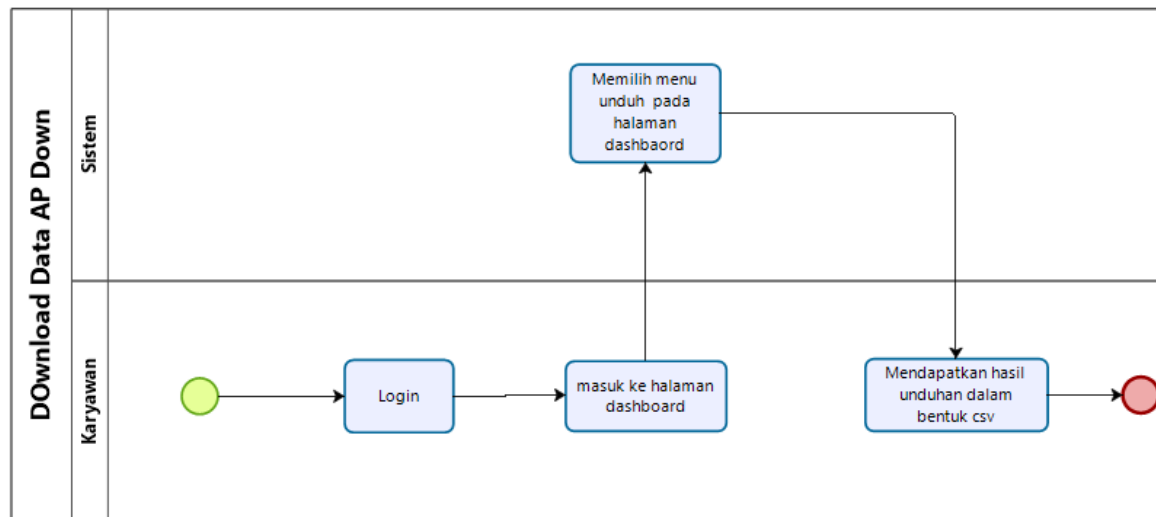 DOwnload Data AP Down
Sistem
Memilih menu
unduh pada
halaman
dashbaord
Karyawan
Login
masuk ke halaman
dashboard
Mendapatkan hasil
unduhan dalam
bentuk csv